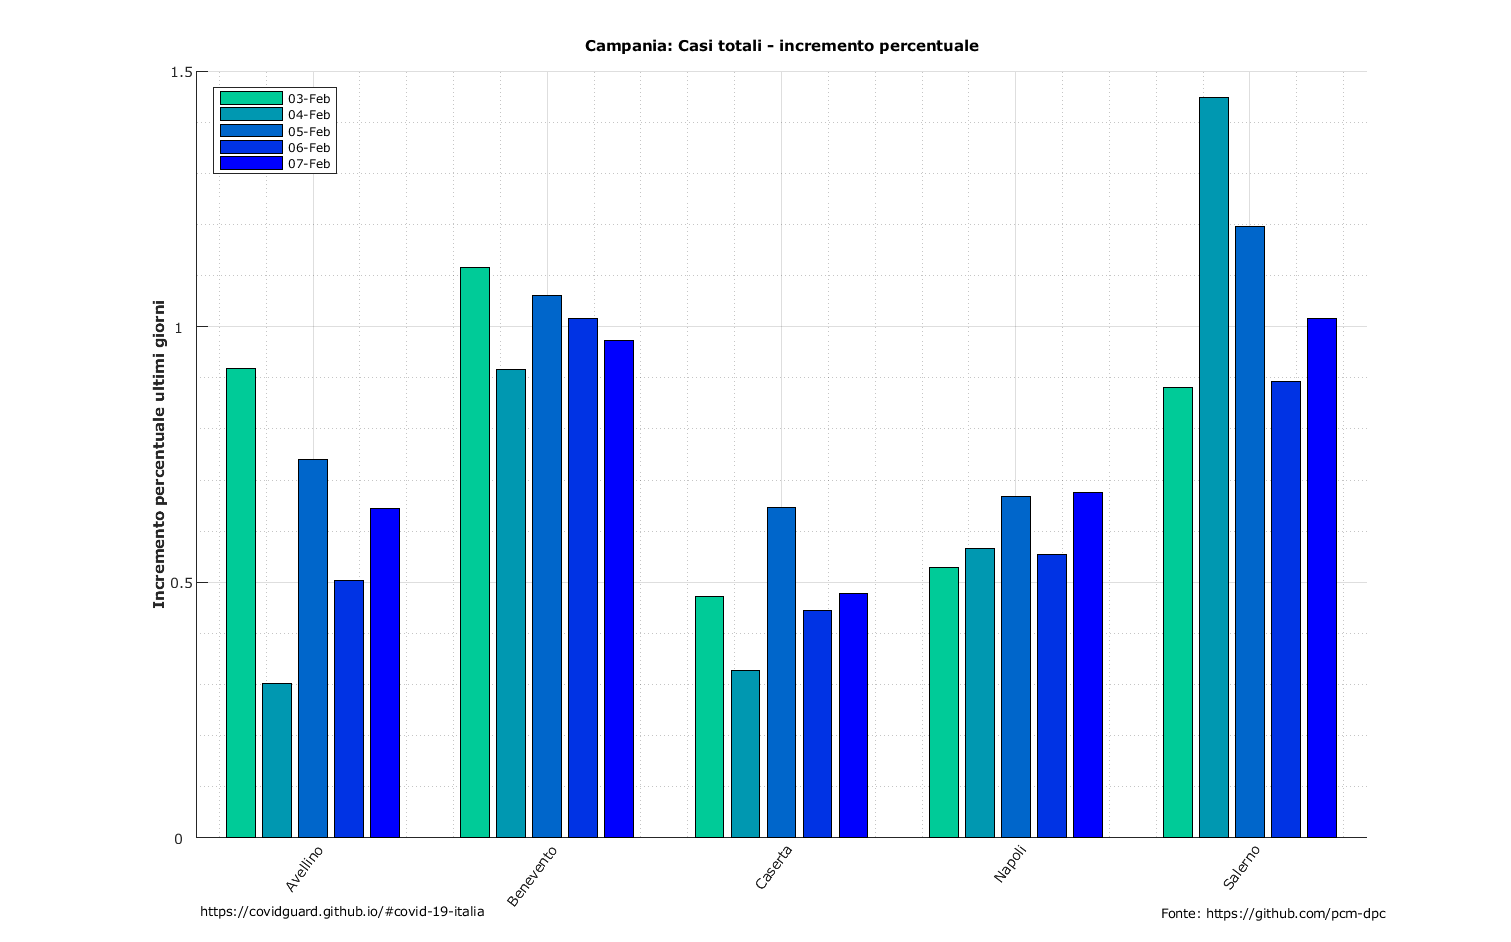 Campania: Casi totali - incremento percentuale
1.5
03-Feb
04-Feb
05-Feb
06-Feb
07-Feb
Incremento percentuale ultimi giorni
1
0.5
0
Avellino
Benevento
Caserta
Napoli
Salerno
https://covidguard.github.io/#covid-19-italia
Fonte: https://github.com/pcm-dpc